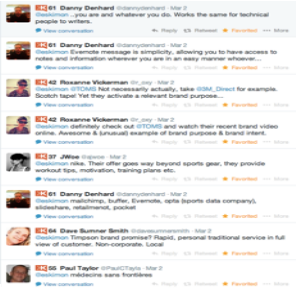 61 Danny Denhard @dannydenhard · Mar 2
@eskimon ...you are and whatever you do. Works the same for technical
people to writers.
View conversation Reply Retweet Favorited More
61 Danny Denhard @dannydenhard · Mar 2
@eskimon Evernote message is simplicity, allowing you to have access to
notes and information wherever you are in an easy manner whoever...
View conversation Reply Retweet Favorited More
42 Rosanne Vickerman @r_oxy · Mar 2
@eskimon @TOMS Not necessarily actually, take @3M_Direct for example.
Scotch tape! Yet they activate a relevant brand purpose...
View conversation Reply Retweet Favorited More
42 Rosanne Vickerman @r_oxy · Mar 2
@eskimon definitely check out @TOMS and watch their recent brand video
online. Awesome & (unusual) example of brand purpose & brand intent.
View conversation Reply Retweet Favorited More
37 JWise · Mar 2
@eskimon nike. Their offer goes way beyond sports gear, they provide
workout tips, motivation, training plans etc.
View conversation Reply Retweet Favorited More
61 Danny Denhard @dannydenhard · Mar 2
@eskimon mailchimp, buffer, Evernote, opta (sports data company),
slideshare, retailmenot, pocket
View conversation Reply Retweet Favorited More
64 Dave Sumner Smith @davesumnersmith · Mar 2
@eskimon Timpson brand promise? Rapid, personal traditional service in full
view of customer. Non-corporate. Local
View conversation Reply Retweet Favorited More
55 Paul Taylor @PaulCTaylx · Mar 2
@eskimon médecins sans frontières
View conversation Reply Retweet Favorited More